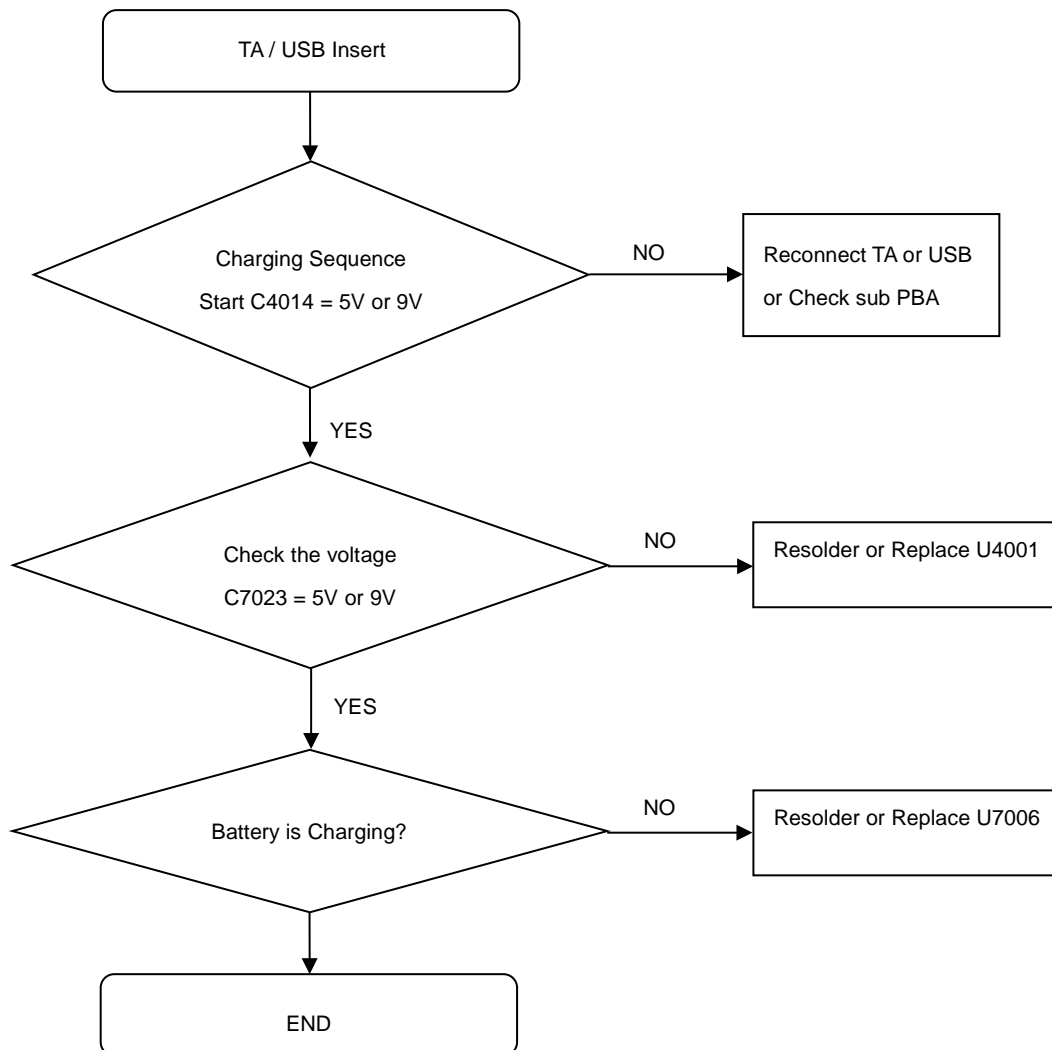 TA / USB Insert
Charging Sequence
Start C4014 = 5V or 9V
NO
Reconnect TA or USB
or Check sub PBA
YES
Check the voltage
C7023 = 5V or 9V
NO
Resolder or Replace U4001
YES
Battery is Charging?
NO
Resolder or Replace U7006
END